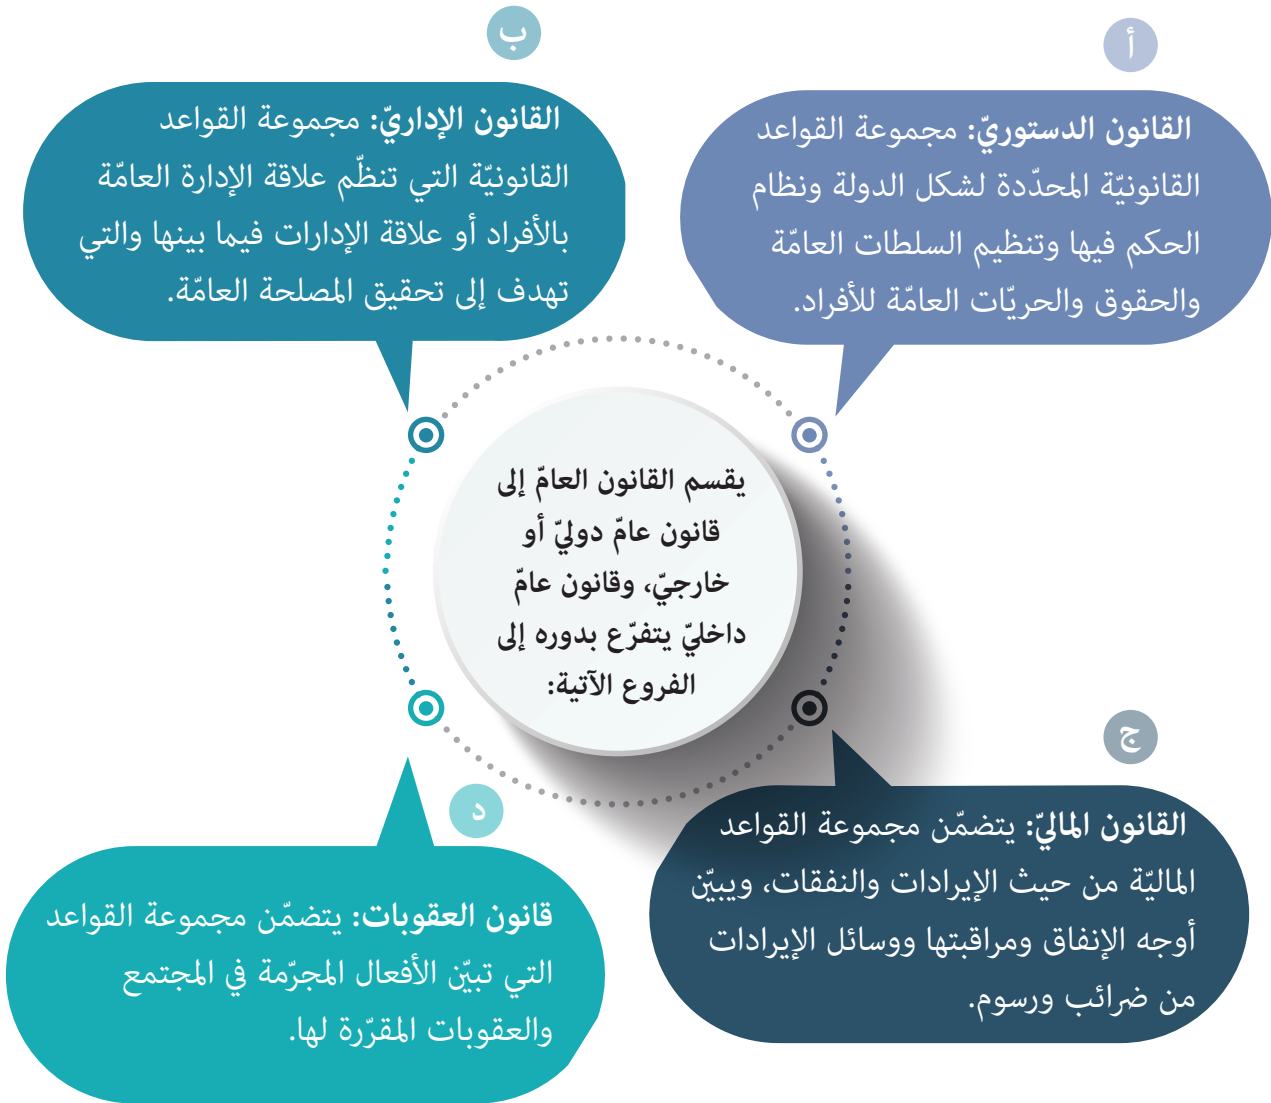 أ
القانون الدستوريّ: مجموعة القواعد
القانونيّة المحدّدة لشكل الدولة ونظام
الحكم فيها وتنظيم السلطات العامّة
والحقوق والحريّات العامّة للأفراد.
ب
القانون الإداريّ: مجموعة القواعد
القانونيّة التي تنظّم علاقة الإدارة العامّة
بالأفراد أو علاقة الإدارات فيما بينها والتي
تهدف إلى تحقيق المصلحة العامّة.
يقسم القانون العامّ إلى
قانون عامّ دوليّ أو
خارجيّ، وقانون عامّ
داخليّ يتفرّع بدوره إلى
الفروع الآتية:
ج
القانون الماليّ: يتضمّن مجموعة القواعد
الماليّة من حيث الإيرادات والنفقات، ويبيّن
أوجه الإنفاق ومراقبتها ووسائل الإيرادات
من ضرائب ورسوم.
د
قانون العقوبات: يتضمّن مجموعة القواعد
التي تبيّن الأفعال المجرّمة في المجتمع
والعقوبات المقرّرة لها.